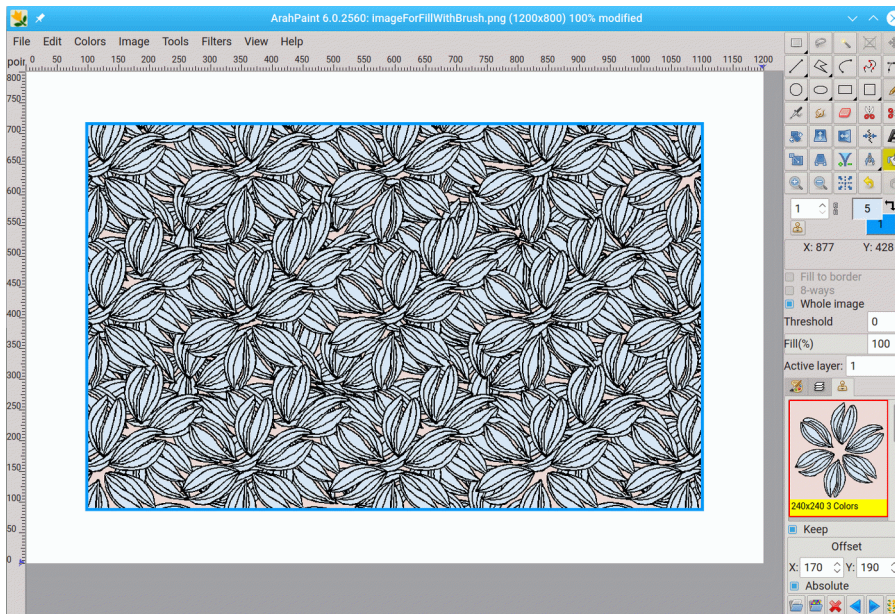 ArahPaint 6.0.2560: imageForFillWithBrush.png (1200x800) 100% modified
File Edit Colors Image Tools Filters View Help
0 50 100 150 200 250 300 350 400 450 500 550 600 650 700 750 800 850 900 950 1000 1050 1100 1150 1200
800
750
700
650
600
550
500
450
400
350
300
250
200
150
100
50
0
1 5
1
X: 877 Y: 428
Fill to border
8-ways
Whole image
Threshold 0
Fill(%) 100
Active layer: 1
240x240 3 Colors
Keep
Offset
X: 170 Y: 190
Absolute